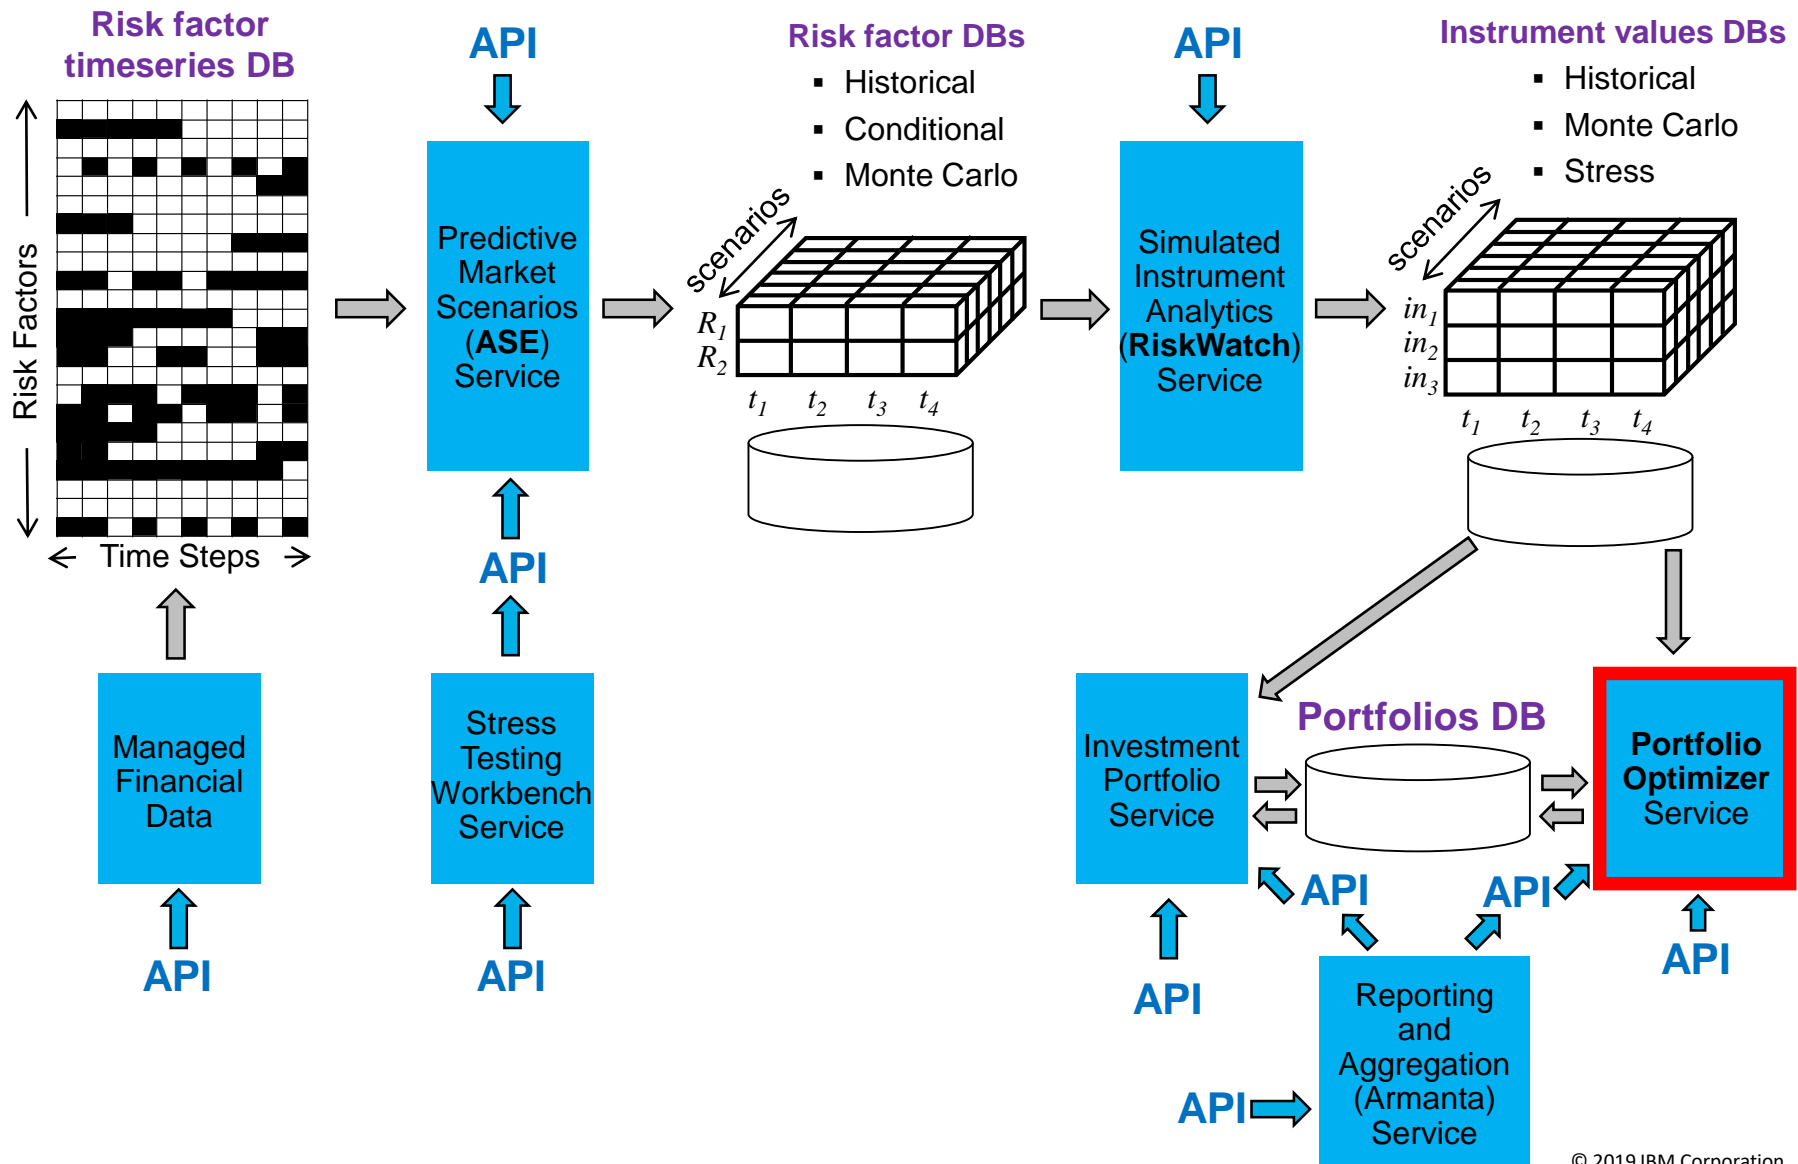 Risk factor
timeseries DB
API
Risk factor DBs
▪ Historical
▪ Conditional
▪ Monte Carlo
API
Instrument values DBs
▪ Historical
▪ Monte Carlo
▪ Stress
Risk Factors
Time Steps
Predictive
Market
Scenarios
(ASE)
Service
scenarios
R1
R2
t1 t2 t3 t4
Simulated
Instrument
Analytics
(RiskWatch)
Service
scenarios
in1
in2
in3
t1 t2 t3 t4
API
Managed
Financial
Data
API
Stress
Testing
Workbench
Service
API
Investment
Portfolio
Service
Portfolios DB
Portfolio
Optimizer
Service
API
API
API
API
Reporting
and
Aggregation
(Armanta)
Service
API
© 2019 IBM Corporation